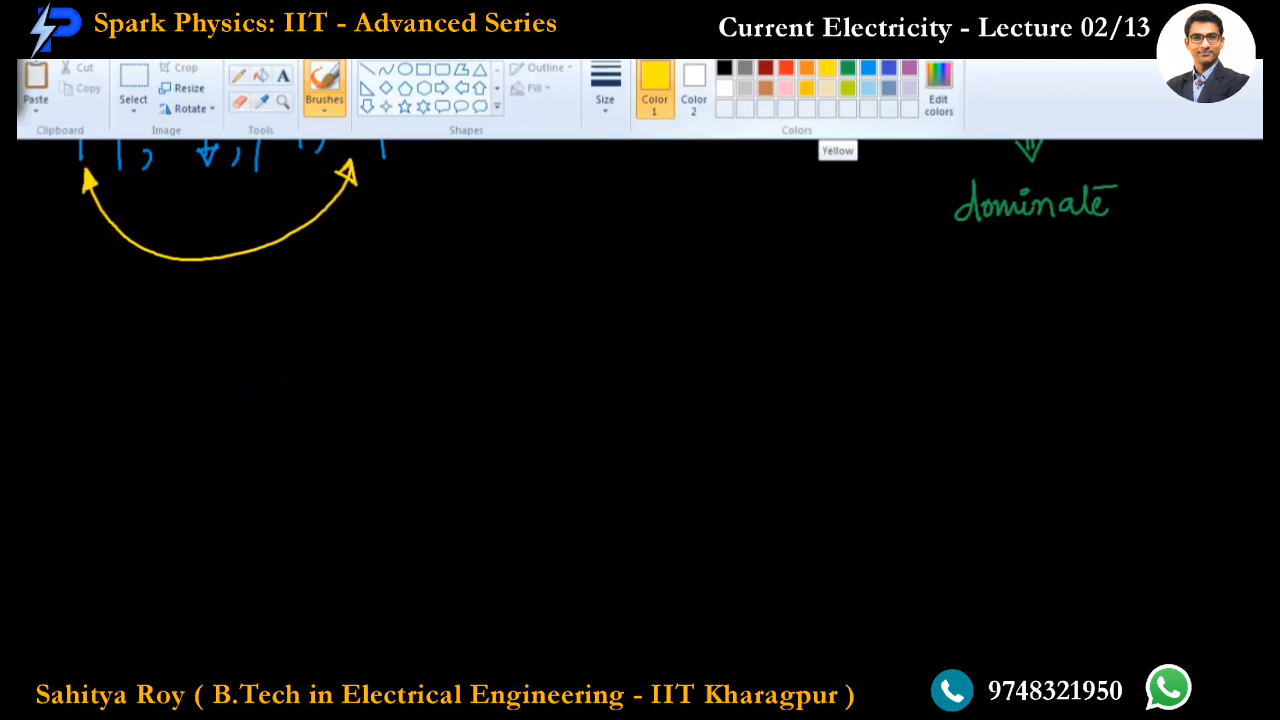 Spark Physics: IIT - Advanced Series
Current Electricity - Lecture 02/13
Paste
Cut
Copy
Clipboard
Select
Crop
Resize
Rotate
Image
A
Tools
Brushes
Outline
Fill
Shapes
Size
Color 1
Color 2
Edit colors
Colors
Yellow
dominate
Sahitya Roy ( B.Tech in Electrical Engineering - IIT Kharagpur )
9748321950